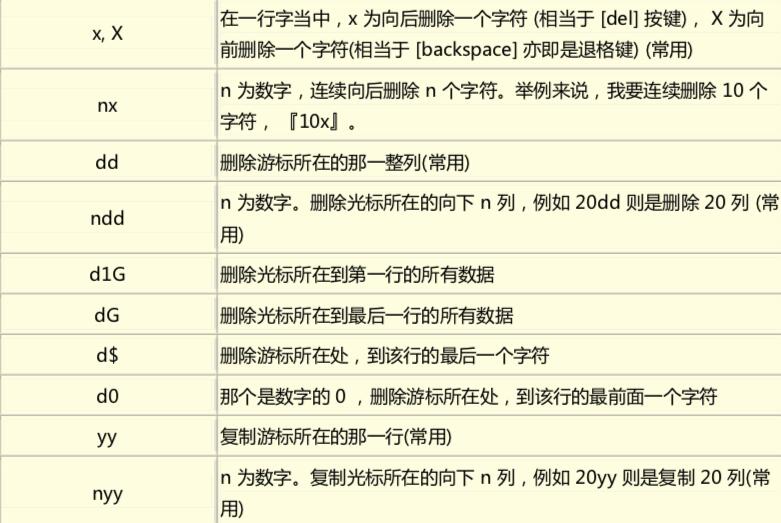 x, X
在一行字当中，x 为向后删除一个字符 (相当于 [del] 按键)， X 为向
前删除一个字符(相当于 [backspace] 亦即是退格键) (常用)
nx
n 为数字，连续向后删除 n 个字符。举例来说，我要连续删除 10 个
字符， 『10x』。
dd
删除游标所在的那一整列(常用)
ndd
n 为数字。删除光标所在的向下 n 列，例如 20dd 则是删除 20 列 (常
用)
d1G
删除光标所在到第一行的所有数据
dG
删除光标所在到最后一行的所有数据
d$
删除游标所在处，到该行的最后一个字符
d0
那个是数字的 0 ，删除游标所在处，到该行的最前面一个字符
yy
复制游标所在的那一行(常用)
nyy
n 为数字。复制光标所在的向下 n 列，例如 20yy 则是复制 20 列(常
用)